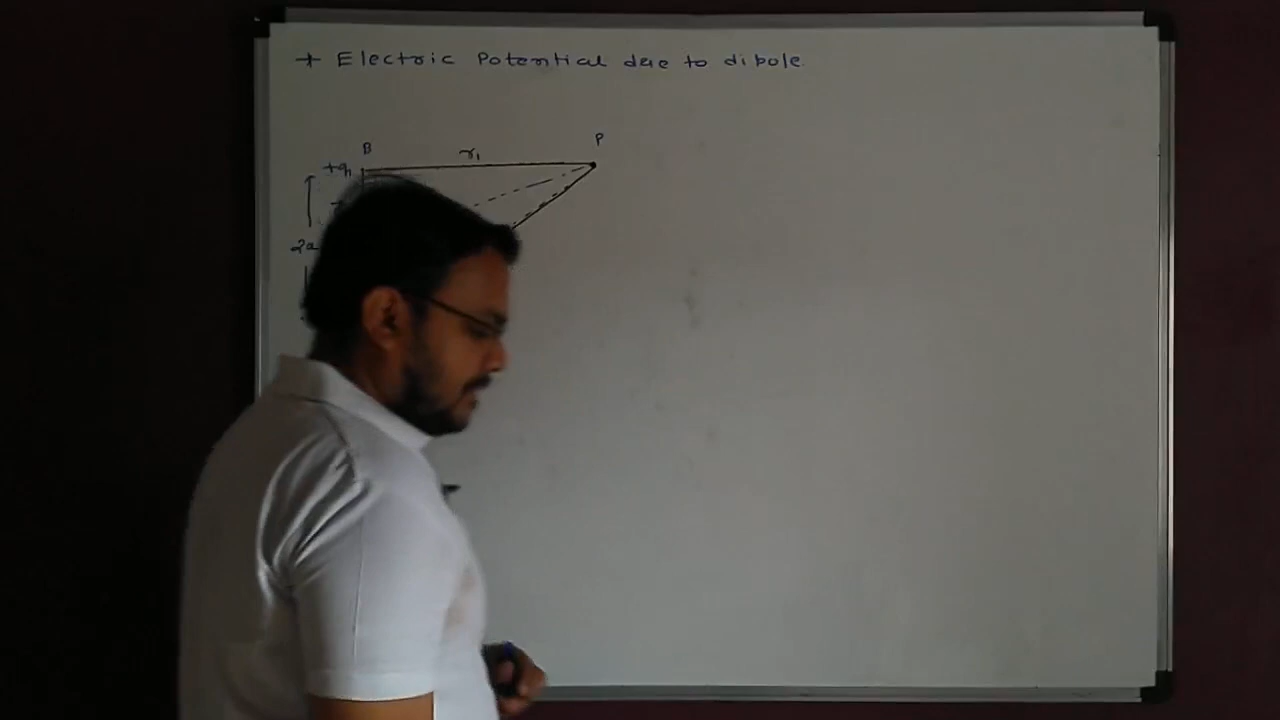 * Electric Potential due to dipole.
B
P
r₁
+q
2a